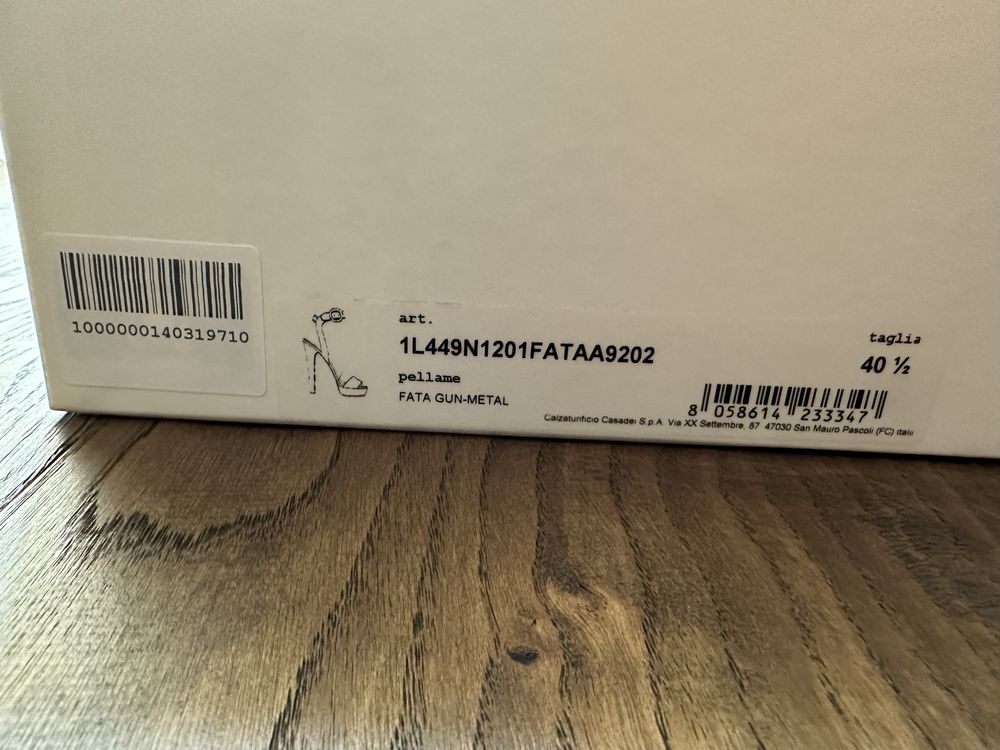 1000000140319710
art.
1L449N1201FATAA9202
pellame
FATA GUN-METAL
taglia
40 ½
8 058614 233347
Calzaturificio Casadei S.p.A. Via XX Settembre, 87 47030 San Mauro Pascoli (FC) Italy